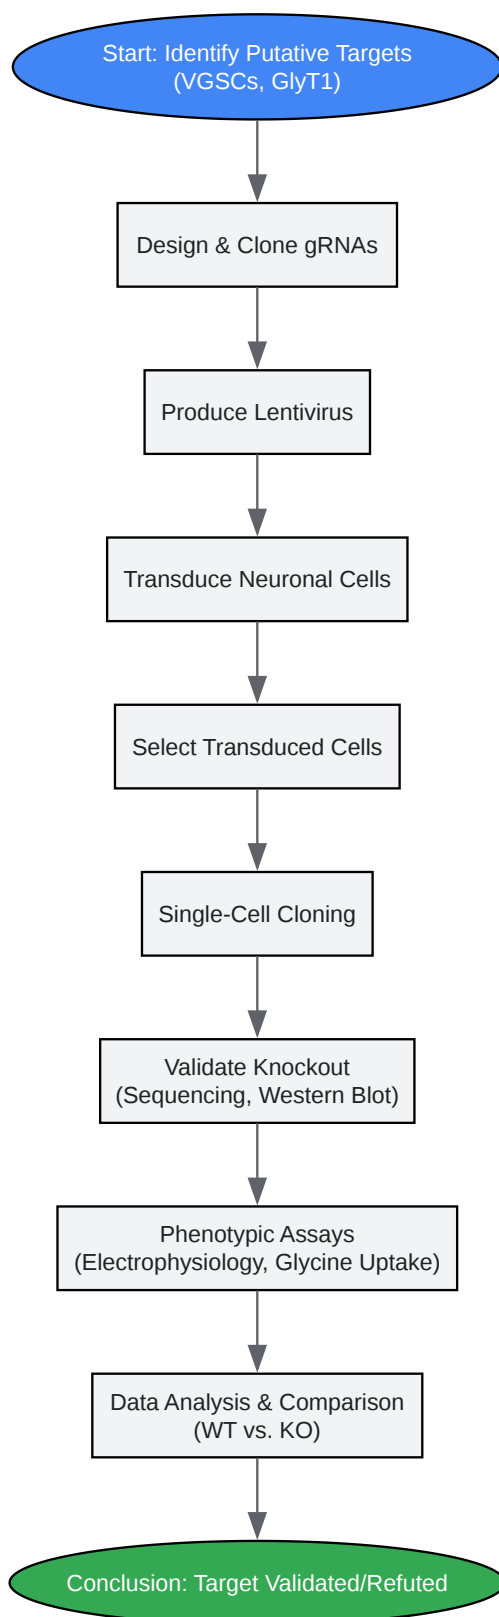 Start: Identify Putative Targets
(VGSCs, GlyT1)
Design & Clone gRNAs
Produce Lentivirus
Transduce Neuronal Cells
Select Transduced Cells
Single-Cell Cloning
Validate Knockout
(Sequencing, Western Blot)
Phenotypic Assays
(Electrophysiology, Glycine Uptake)
Data Analysis & Comparison
(WT vs. KO)
Conclusion: Target Validated/Refuted